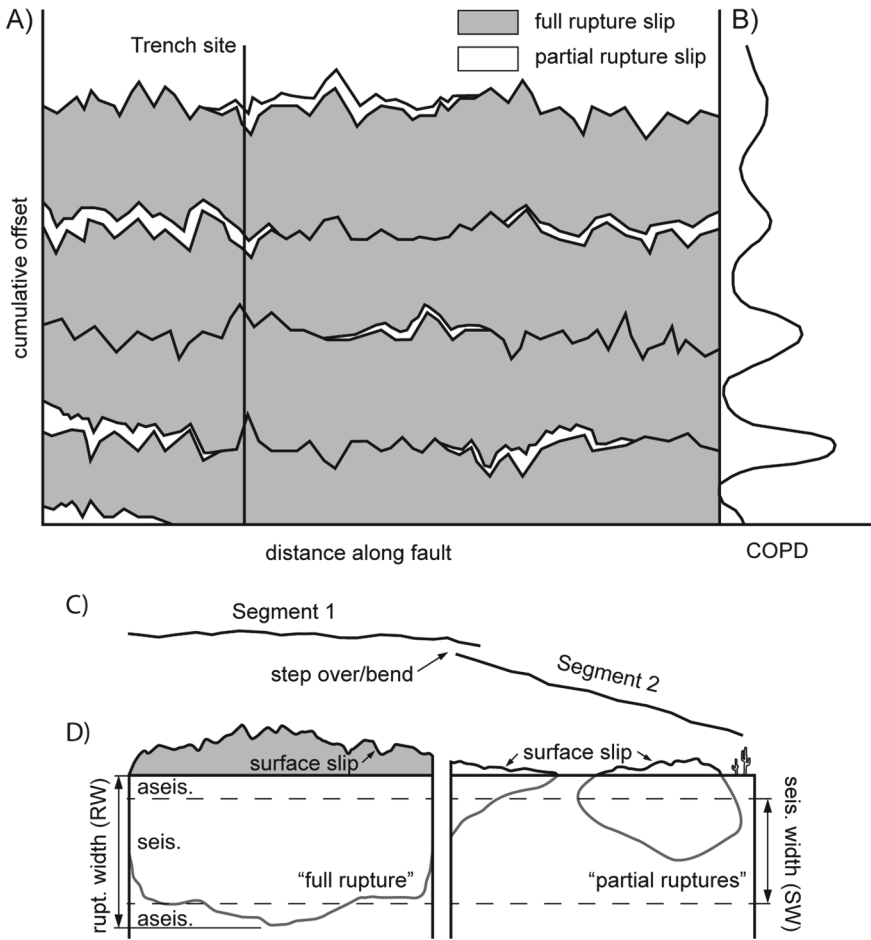 A)
Trench site
full rupture slip
partial rupture slip
B)
cumulative offset
distance along fault
COPD
C)
Segment 1
step over/bend
Segment 2
D)
surface slip
surface slip
rupt. width (RW)
aseis.
seis.
aseis.
“full rupture”
“partial ruptures”
seis. width (SW)